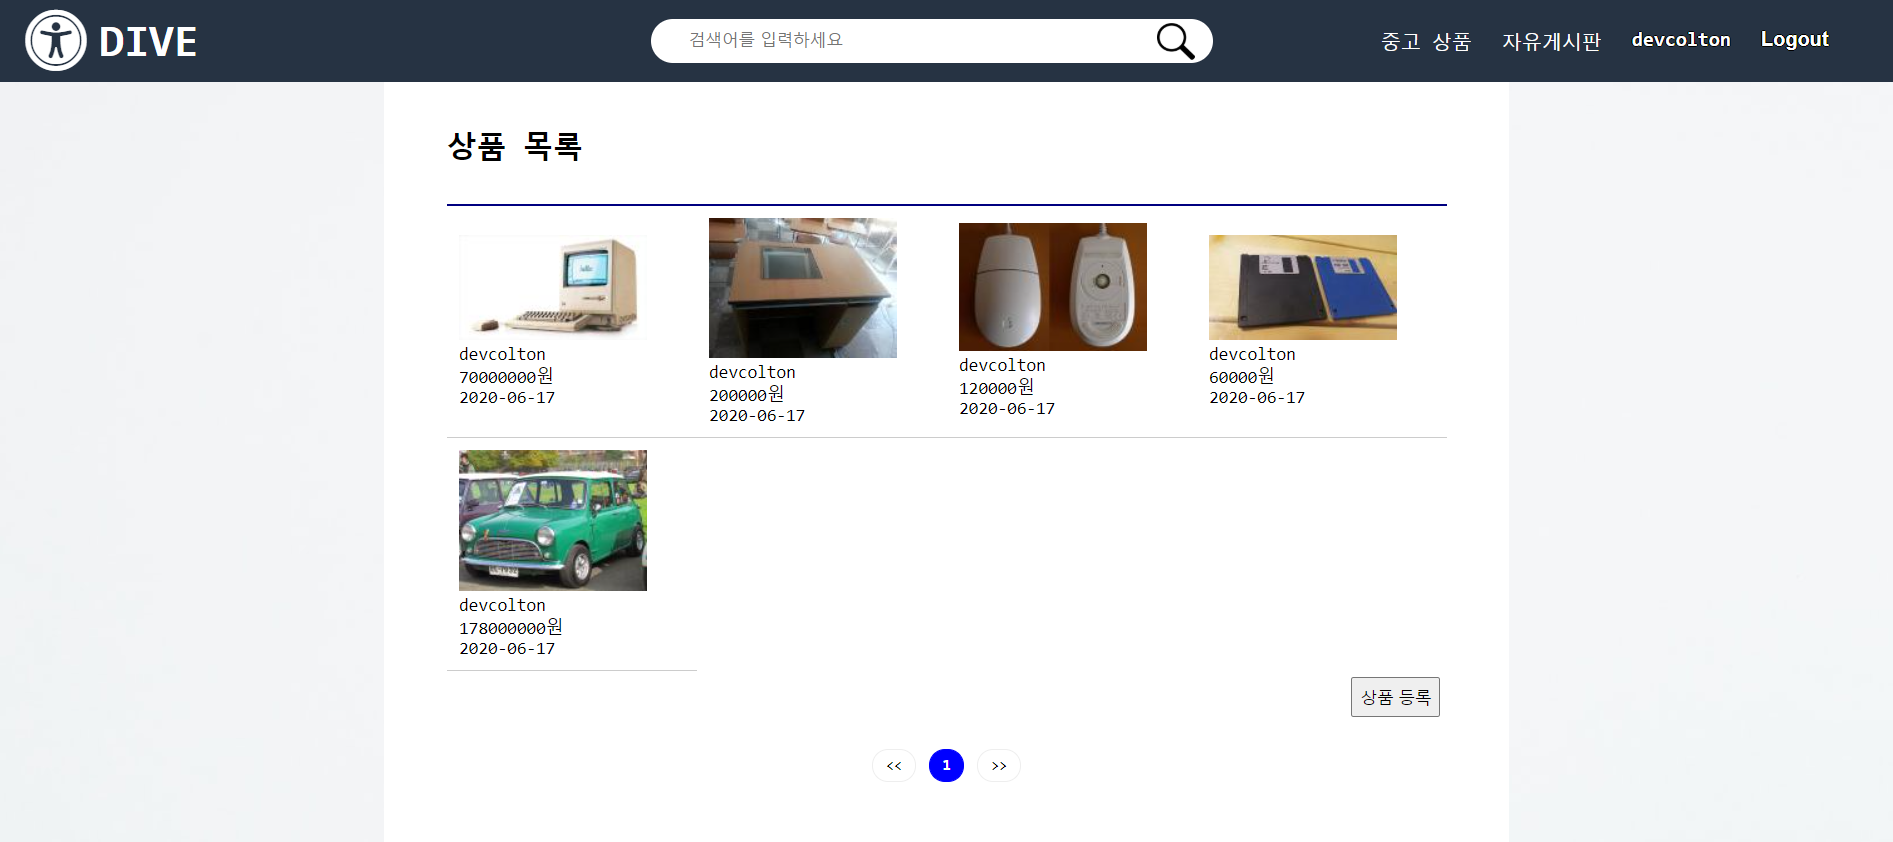 DIVE
검색어를 입력하세요
중고 상품
자유게시판
devcolton
Logout
상품 목록
devcolton
70000000원
2020-06-17
devcolton
200000원
2020-06-17
devcolton
120000원
2020-06-17
devcolton
60000원
2020-06-17
devcolton
178000000원
2020-06-17
상품 등록
<< 1 >>